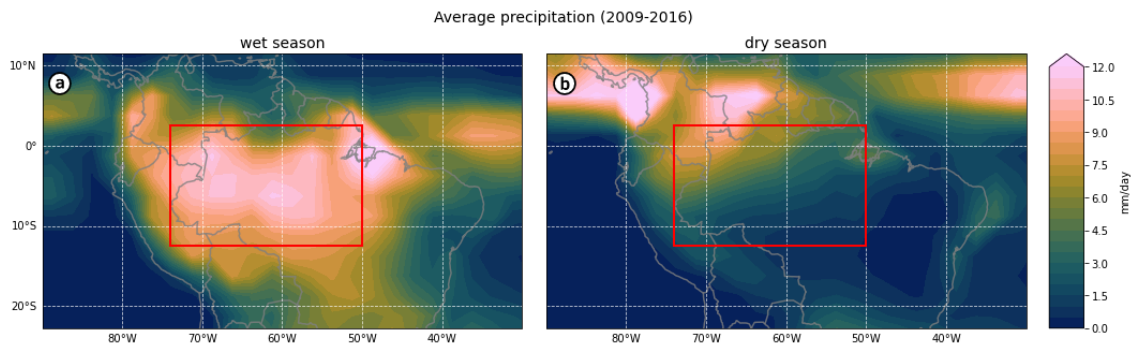 Average precipitation (2009-2016)
wet season
dry season
a
b
10°N
0°
10°S
20°S
80°W
70°W
60°W
50°W
40°W
80°W
70°W
60°W
50°W
40°W
12.0
10.5
9.0
7.5
6.0
4.5
3.0
1.5
0.0
mm/day